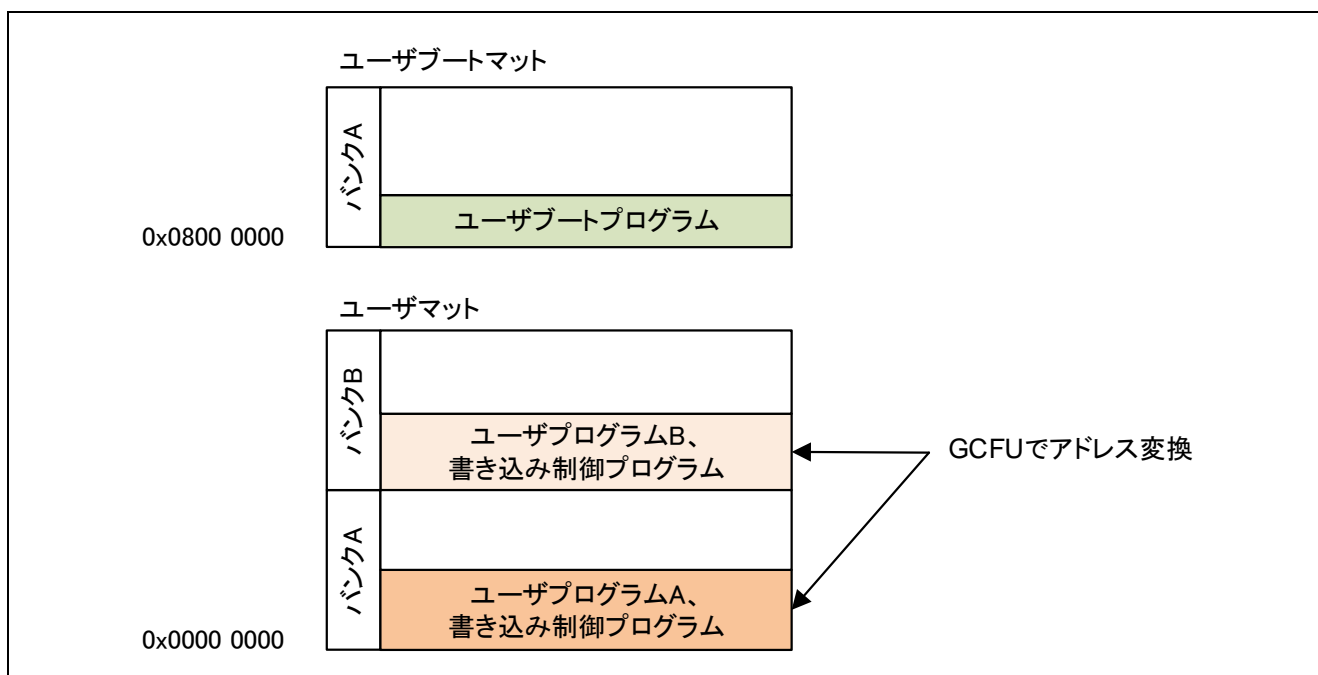 ユーザブートマット
バンクA
ユーザブートプログラム
0x0800 0000
ユーザマット
バンクB
ユーザプログラムB、
書き込み制御プログラム
GCFUでアドレス変換
バンクA
ユーザプログラムA、
書き込み制御プログラム
0x0000 0000